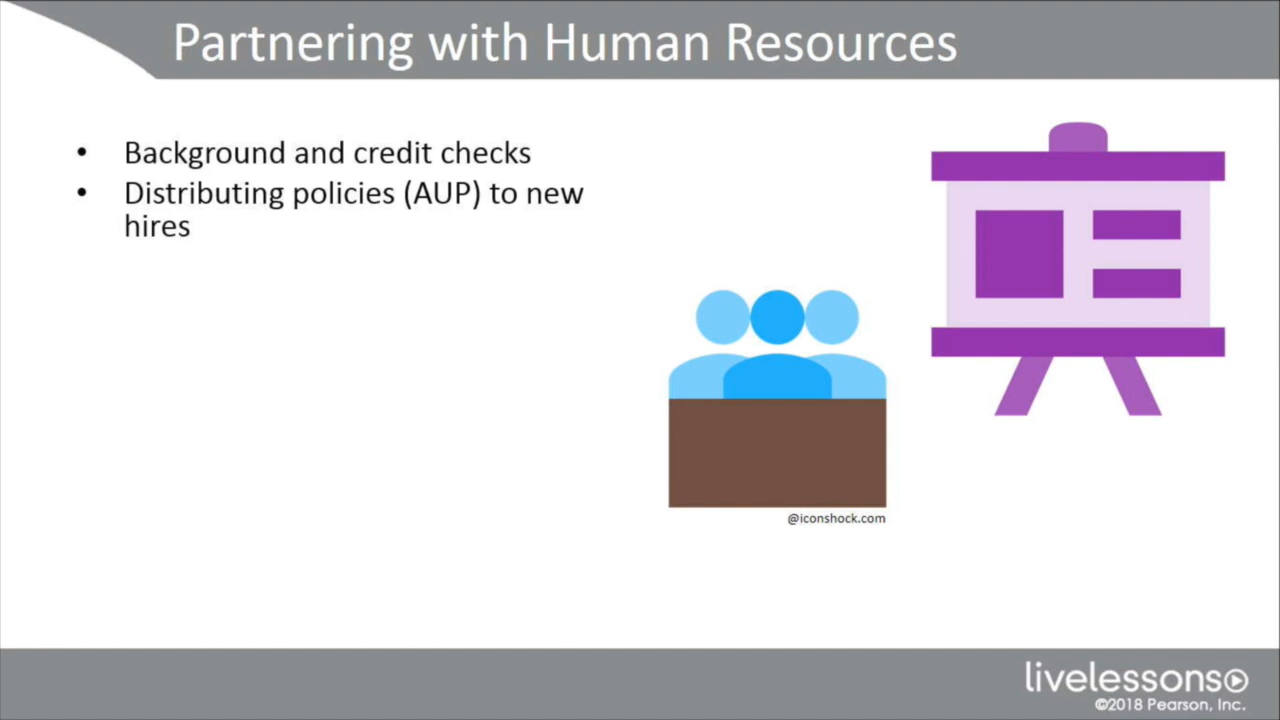 Partnering with Human Resources
• Background and credit checks
• Distributing policies (AUP) to new
hires
@iconshock.com
livelessons
©2018 Pearson, Inc.